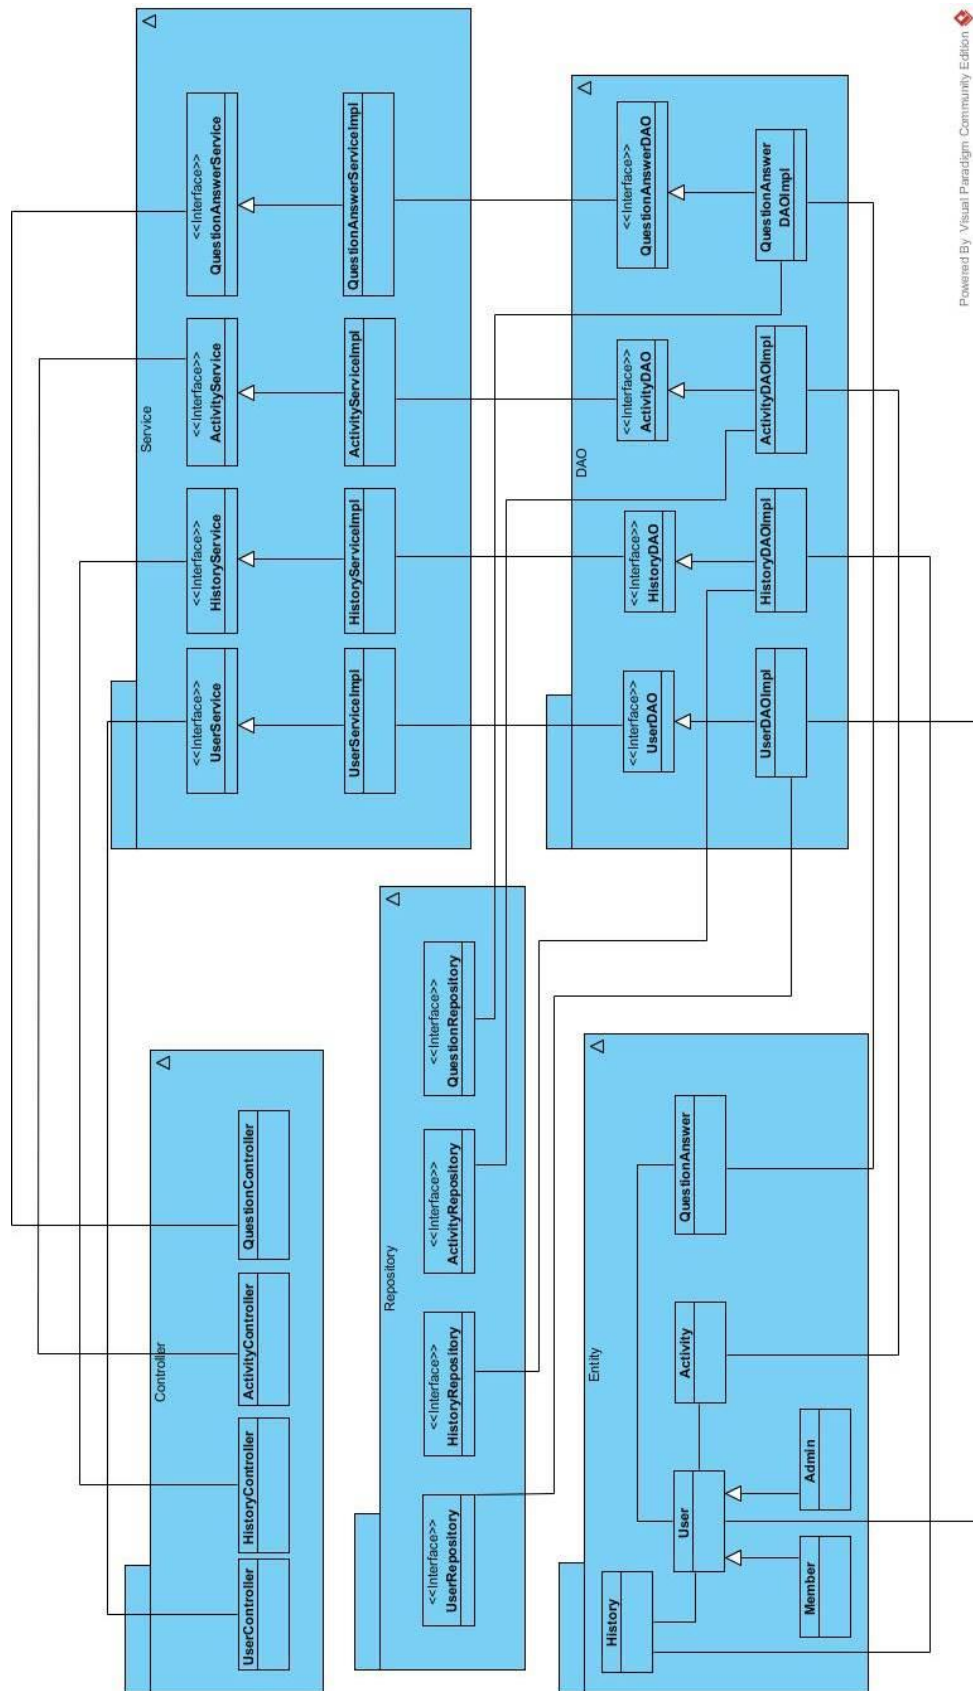 Controller
UserController
HistoryController
ActivityController
QuestionController
Service
<<Interface>>
UserService
<<Interface>>
HistoryService
<<Interface>>
ActivityService
<<Interface>>
QuestionAnswerService
UserServiceImpl
HistoryServiceImpl
ActivityServiceImpl
QuestionAnswerServiceImpl
Repository
<<Interface>>
UserRepository
<<Interface>>
HistoryRepository
<<Interface>>
ActivityRepository
<<Interface>>
QuestionRepository
DAO
<<Interface>>
UserDAO
<<Interface>>
HistoryDAO
<<Interface>>
ActivityDAO
<<Interface>>
QuestionAnswerDAO
UserDAOImpl
HistoryDAOImpl
ActivityDAOImpl
QuestionAnswer
DAOImpl
Entity
History
User
Activity
QuestionAnswer
Member
Admin
Powered By Visual Paradigm Community Edition